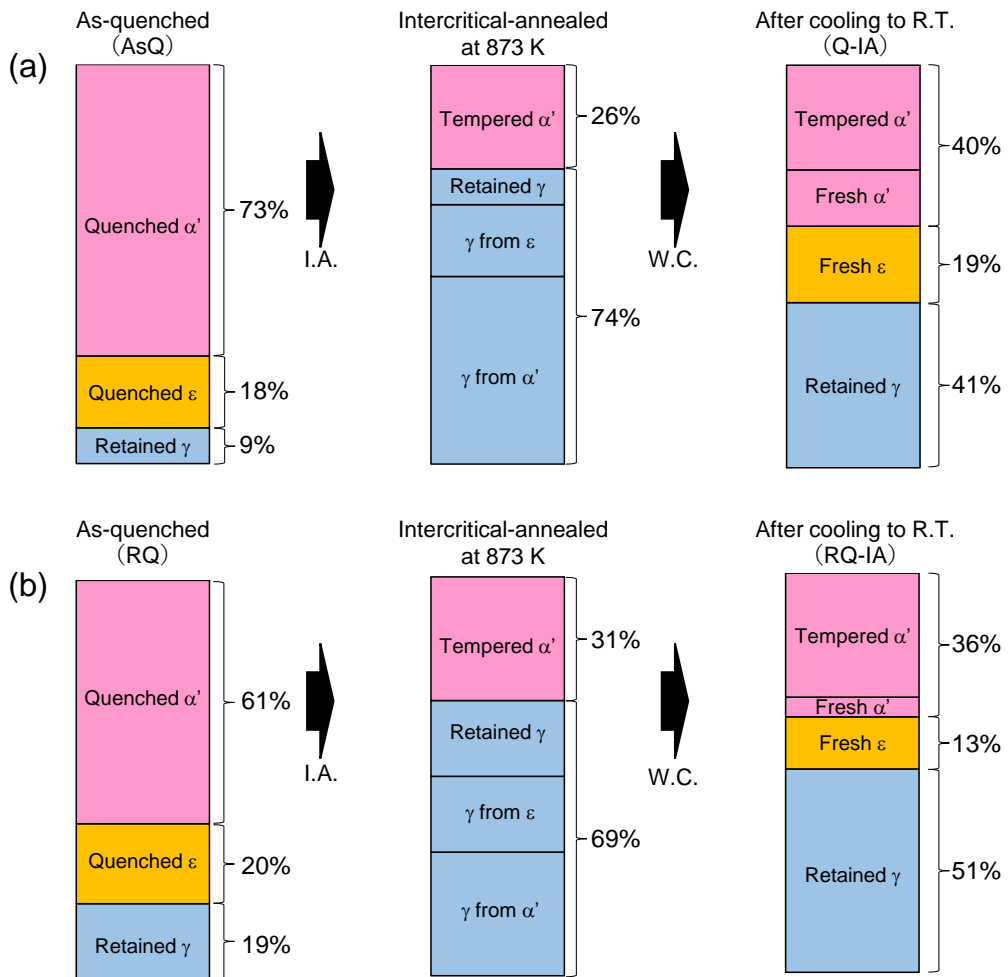 As-quenched
（AsQ）
Intercritical-annealed
at 873 K
After cooling to R.T.
（Q-IA）
(a)
Quenched α’
73%
Quenched ε
18%
Retained γ
9%
I.A.
Tempered α’
26%
Retained γ
γ from ε
γ from α’
74%
W.C.
Tempered α’
Fresh α’
40%
Fresh ε
19%
Retained γ
41%
As-quenched
（RQ）
Intercritical-annealed
at 873 K
After cooling to R.T.
（RQ-IA）
(b)
Quenched α’
61%
Quenched ε
20%
Retained γ
19%
I.A.
Tempered α’
31%
Retained γ
γ from ε
γ from α’
69%
W.C.
Tempered α’
Fresh α’
36%
Fresh ε
13%
Retained γ
51%